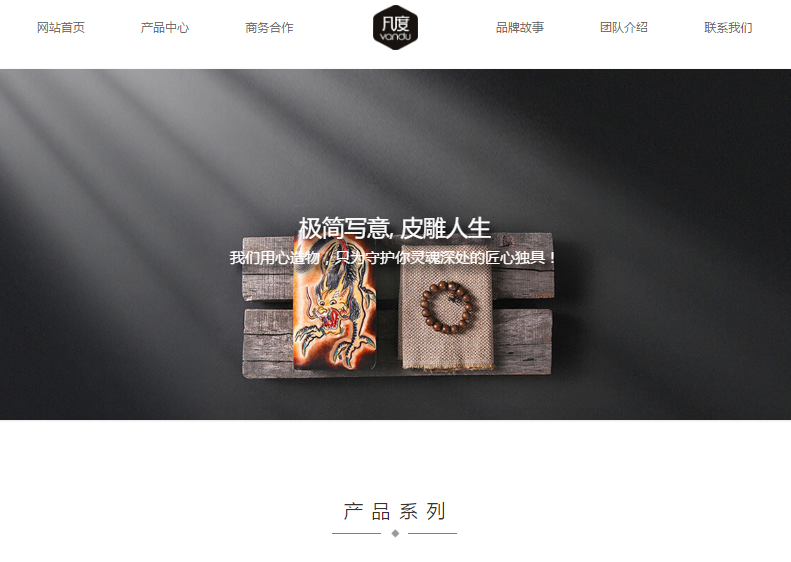 网站首页
产品中心
商务合作
凡度
vandu
品牌故事
团队介绍
联系我们
极简写意, 皮雕人生
我们用心造物，只为守护你灵魂深处的匠心独具！
产品系列